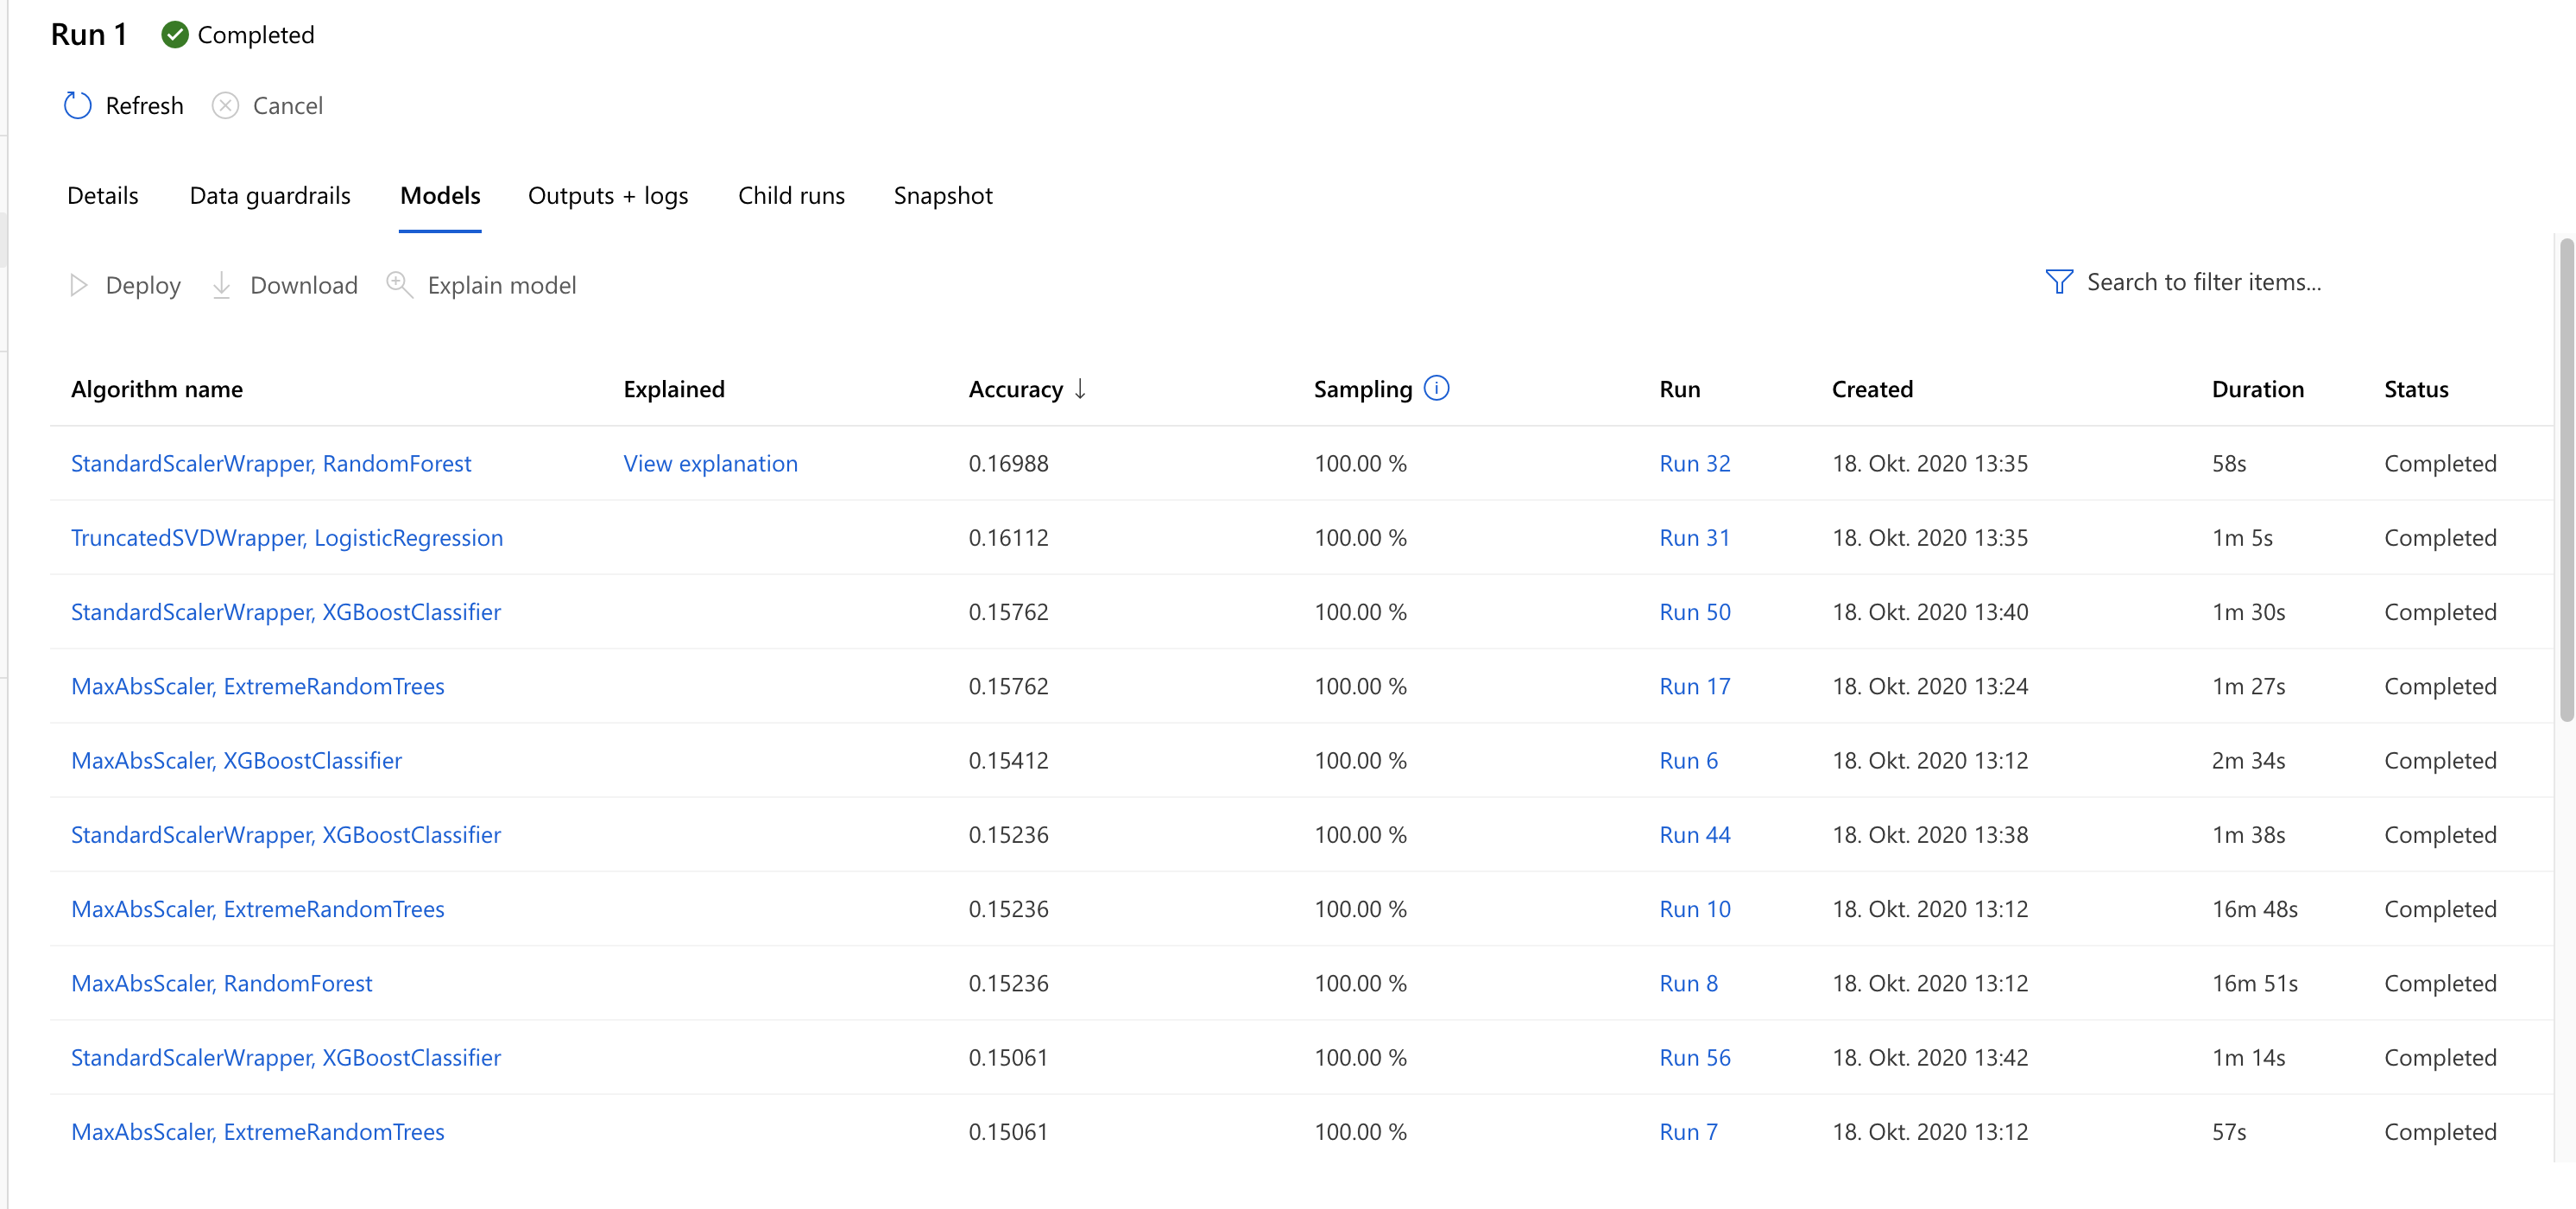 Run 1 Completed
Refresh Cancel
Details Data guardrails Models Outputs + logs Child runs Snapshot
Deploy Download Explain model Search to filter items...
Algorithm name Explained Accuracy ↓ Sampling Run Created Duration Status
StandardScalerWrapper, RandomForest View explanation 0.16988 100.00 % Run 32 18. Okt. 2020 13:35 58s Completed
TruncatedSVDWrapper, LogisticRegression 0.16112 100.00 % Run 31 18. Okt. 2020 13:35 1m 5s Completed
StandardScalerWrapper, XGBoostClassifier 0.15762 100.00 % Run 50 18. Okt. 2020 13:40 1m 30s Completed
MaxAbsScaler, ExtremeRandomTrees 0.15762 100.00 % Run 17 18. Okt. 2020 13:24 1m 27s Completed
MaxAbsScaler, XGBoostClassifier 0.15412 100.00 % Run 6 18. Okt. 2020 13:12 2m 34s Completed
StandardScalerWrapper, XGBoostClassifier 0.15236 100.00 % Run 44 18. Okt. 2020 13:38 1m 38s Completed
MaxAbsScaler, ExtremeRandomTrees 0.15236 100.00 % Run 10 18. Okt. 2020 13:12 16m 48s Completed
MaxAbsScaler, RandomForest 0.15236 100.00 % Run 8 18. Okt. 2020 13:12 16m 51s Completed
StandardScalerWrapper, XGBoostClassifier 0.15061 100.00 % Run 56 18. Okt. 2020 13:42 1m 14s Completed
MaxAbsScaler, ExtremeRandomTrees 0.15061 100.00 % Run 7 18. Okt. 2020 13:12 57s Completed